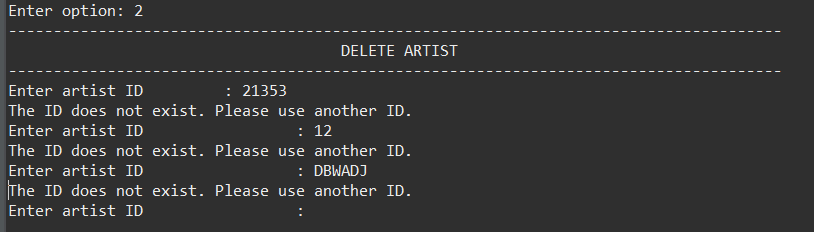 Enter option: 2
--------------------------------------------------------------------------------------
DELETE ARTIST
--------------------------------------------------------------------------------------
Enter artist ID         : 21353
The ID does not exist. Please use another ID.
Enter artist ID                 : 12
The ID does not exist. Please use another ID.
Enter artist ID                 : DBWADJ
The ID does not exist. Please use another ID.
Enter artist ID                 :